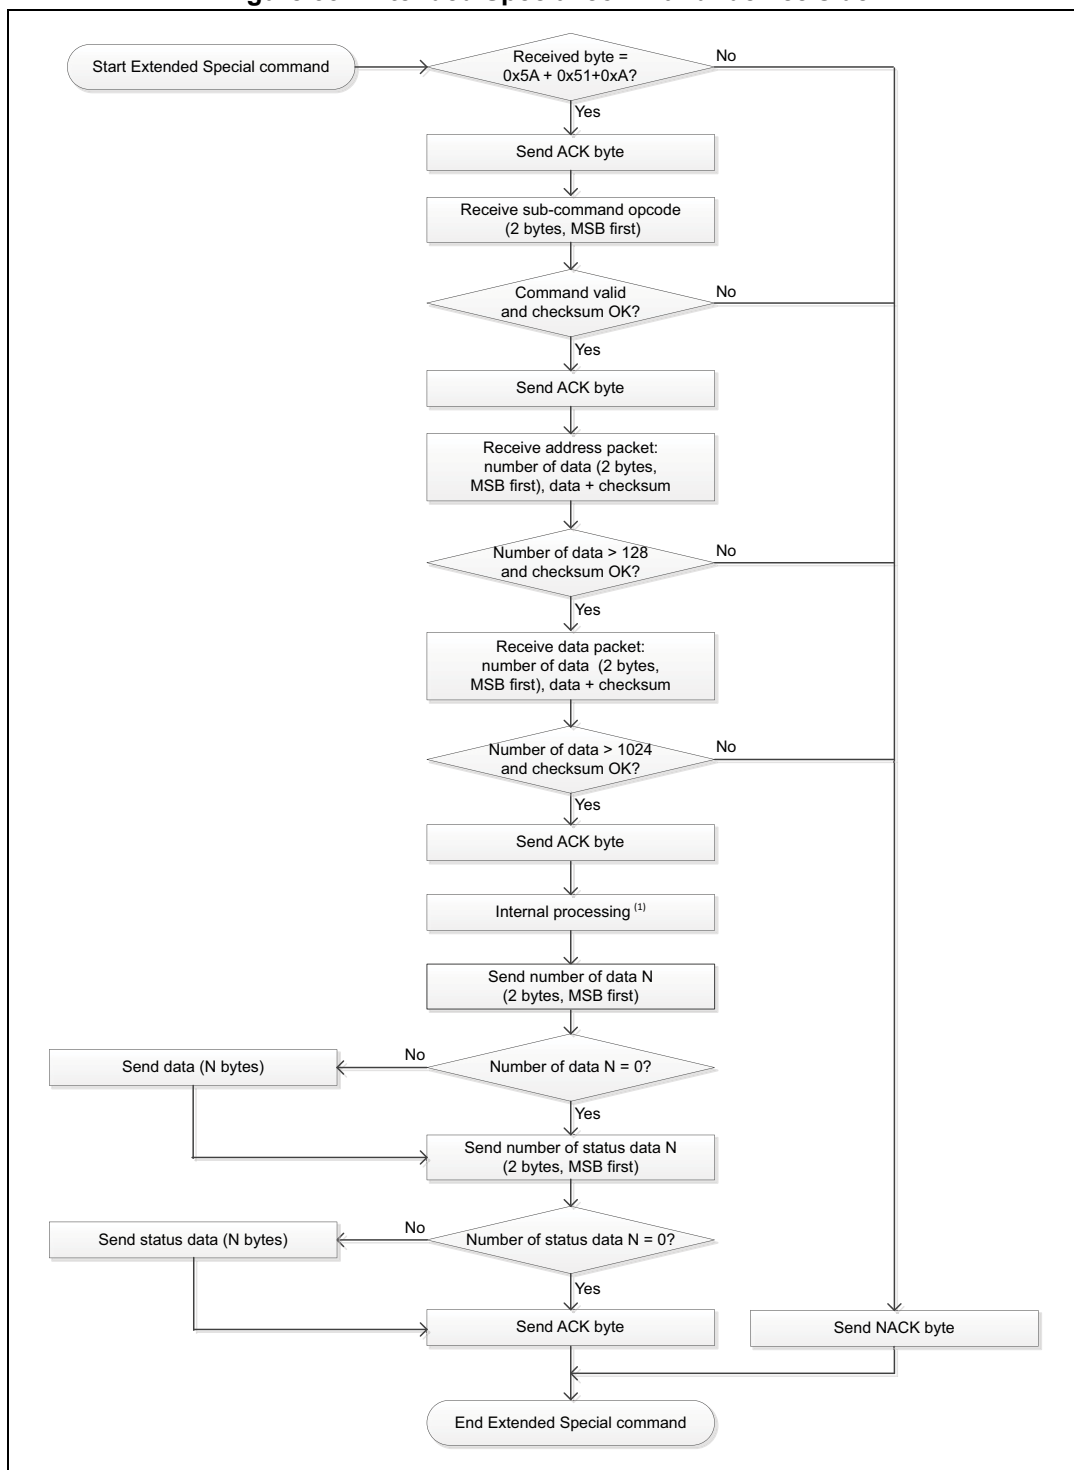 Start Extended Special command
Received byte =
0x5A + 0x51+0xA?
No
Yes
Send ACK byte
Receive sub-command opcode
(2 bytes, MSB first)
Command valid
and checksum OK?
No
Yes
Send ACK byte
Receive address packet:
number of data (2 bytes,
MSB first), data + checksum
Number of data > 128
and checksum OK?
No
Yes
Receive data packet:
number of data (2 bytes,
MSB first), data + checksum
Number of data > 1024
and checksum OK?
No
Yes
Send ACK byte
Internal processing (1)
Send number of data N
(2 bytes, MSB first)
Number of data N = 0?
No
Send data (N bytes)
Yes
Send number of status data N
(2 bytes, MSB first)
Number of status data N = 0?
No
Send status data (N bytes)
Yes
Send ACK byte
Send NACK byte
End Extended Special command